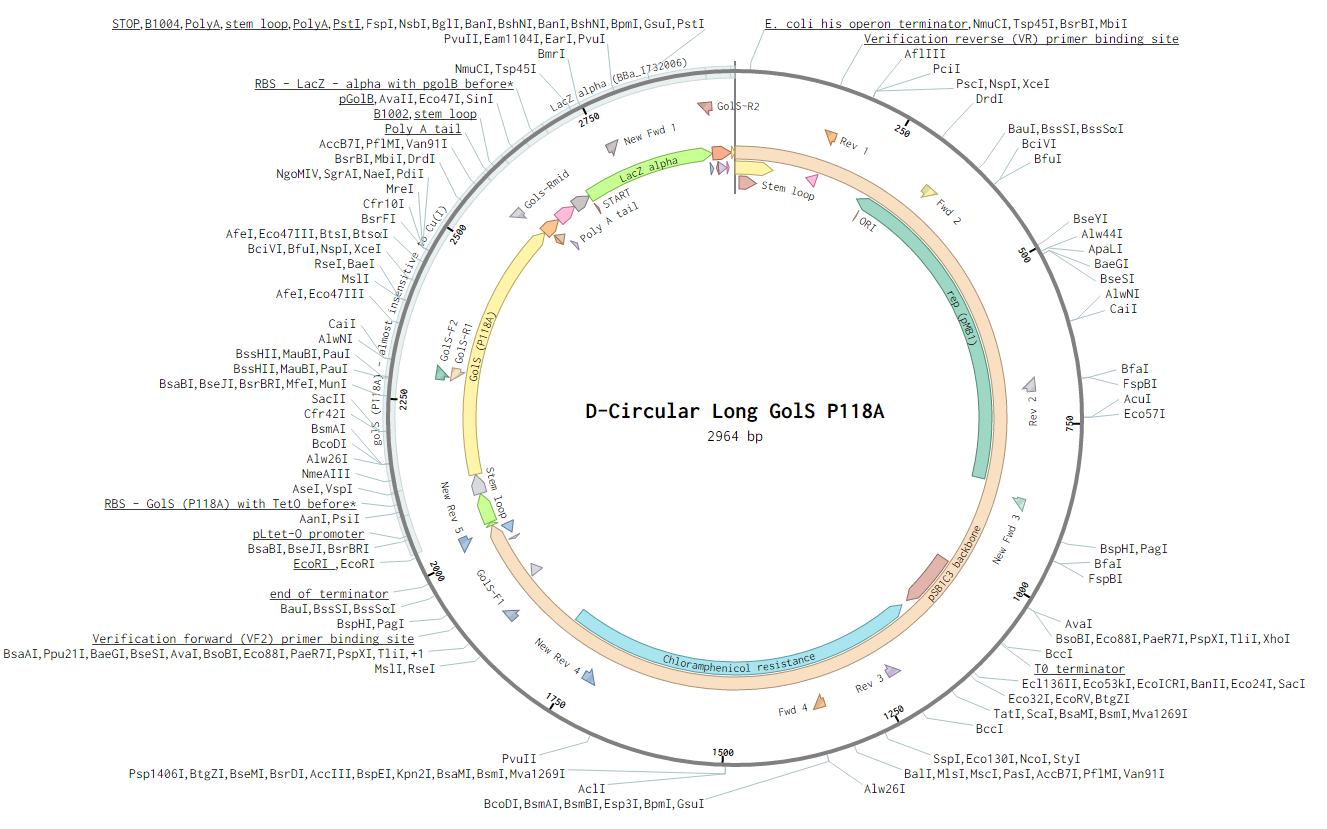 STOP,B1004,PolyA,stem loop,PolyA,PstI,FspI,NsbI,BglI,BanI,BshNI,BanI,BshNI,BpmI,GsuI,PstI
PvuII,Eam1104I,EarI,PvuI
BmrI
NmuCI,Tsp45I
RBS - LacZ - alpha with pgolB before*
pGolB,AvaII,Eco47I,SinI
B1002,stem loop
Poly A tail
AccB7I,PflMI,Van91I
BsrBI,MbiI,DrdI
NgoMIV,SgrAI,NaeI,PdiI
MreI
Cfr10I
BsrFI
AfeI,Eco47III,BtsI,BtsαI
BciVI,BfuI,NspI,XceI
RseI,BaeI
MslI
AfeI,Eco47III
CaiI
AlwNI
BssHII,MauBI,PauI
BssHII,MauBI,PauI
BsaBI,BseJI,BsrBRI,MfeI,MunI
SacII
Cfr42I
BsmAI
BcoDI
Alw26I
NmeAIII
AseI,VspI
RBS - GolS (P118A) with TetO before*
AanI,PsiI
pLtet-O promoter
BsaBI,BseJI,BsrBRI
EcoRI ,EcoRI
end of terminator
BauI,BssSI,BssSαI
BspHI,PagI
Verification forward (VF2) primer binding site
BsaAI,Ppu21I,BaeGI,BseSI,AvaI,BsoBI,Eco88I,PaeR7I,PspXI,TliI,+1
MslI,RseI
PvuII
Psp1406I,BtgZI,BseMI,BsrDI,AccIII,BspEI,Kpn2I,BsaMI,BsmI,Mva1269I
AclI
BcoDI,BsmAI,BsmBI,Esp3I,BpmI,GsuI
E. coli his operon terminator,NmuCI,Tsp45I,BsrBI,MbiI
Verification reverse (VR) primer binding site
AflIII
PciI
PscI,NspI,XceI
DrdI
BauI,BssSI,BssSαI
BciVI
BfuI
BseYI
Alw44I
ApaLI
BaeGI
BseSI
AlwNI
CaiI
BfaI
FspBI
AcuI
Eco57I
BspHI,PagI
BfaI
FspBI
AvaI
BsoBI,Eco88I,PaeR7I,PspXI,TliI,XhoI
BccI
T0 terminator
Ecl136II,Eco53kI,EcoICRI,BanII,Eco24I,SacI
Eco32I,EcoRV,BtgZI
TatI,ScaI,BsaMI,BsmI,Mva1269I
BccI
SspI,Eco130I,NcoI,StyI
BalI,MlsI,MscI,PasI,AccB7I,PflMI,Van91I
Alw26I
250
500
750
1000
1250
1500
1750
2000
2250
2500
2750
LacZ alpha (BBa_I732006)
golS (P118A) - almost insensitive to Cu(I)
GolS-R2
New Fwd 1
Gols-Rmid
LacZ alpha
START
Poly A tail
Stem loop
Rev 1
Fwd 2
ORI
rep (pMB1)
Rev 2
New Fwd 3
pSB1C3 backbone
Chloramphenicol resistance
Rev 3
Fwd 4
New Rev 4
GolS-F1
New Rev 5
Stem loop
GolS (P118A)
GolS-F2
GolS-R1
D-Circular Long GolS P118A
2964 bp